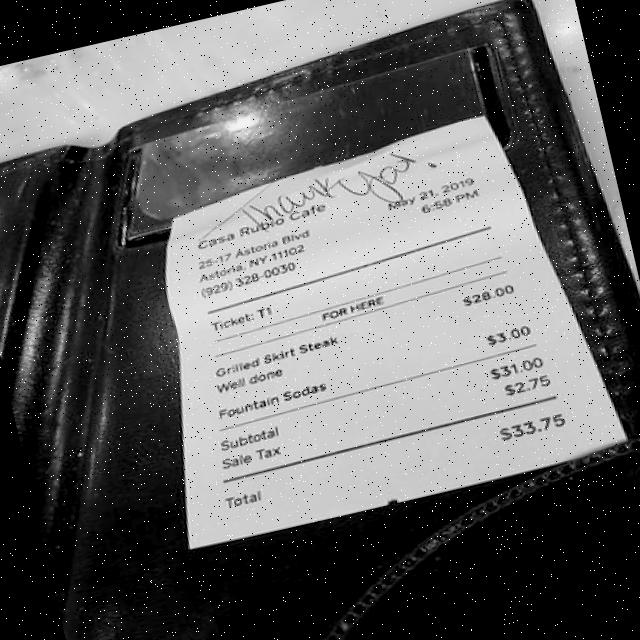 Thank you.
Casa Rubio Cafe
May 21, 2019
25-17 Astoria Blvd
6:58 PM
Astoria, NY 11102
(929) 328-0030
Ticket: T1
FOR HERE
Grilled Skirt Steak $28.00
Well done
Fountain Sodas $3.00
Subtotal $31.00
Sale Tax $2.75
Total $33.75